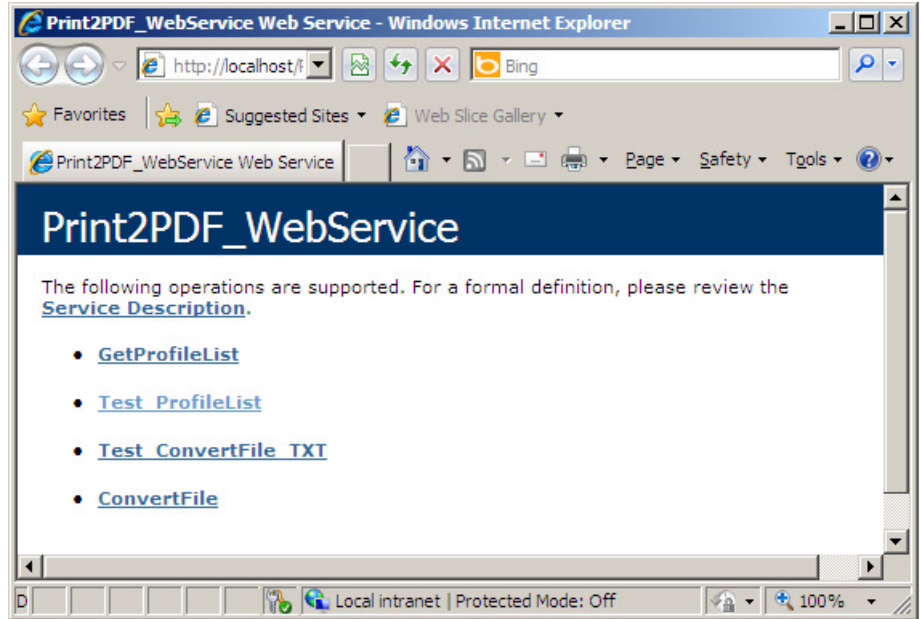 Print2PDF_WebService Web Service - Windows Internet Explorer
http://localhost/
Bing
Favorites Suggested Sites Web Slice Gallery
Print2PDF_WebService Web Service Page Safety Tools
Print2PDF_WebService
The following operations are supported. For a formal definition, please review the
Service Description.
• GetProfileList
• Test_ProfileList
• Test_ConvertFile_TXT
• ConvertFile
D Local intranet | Protected Mode: Off 100%